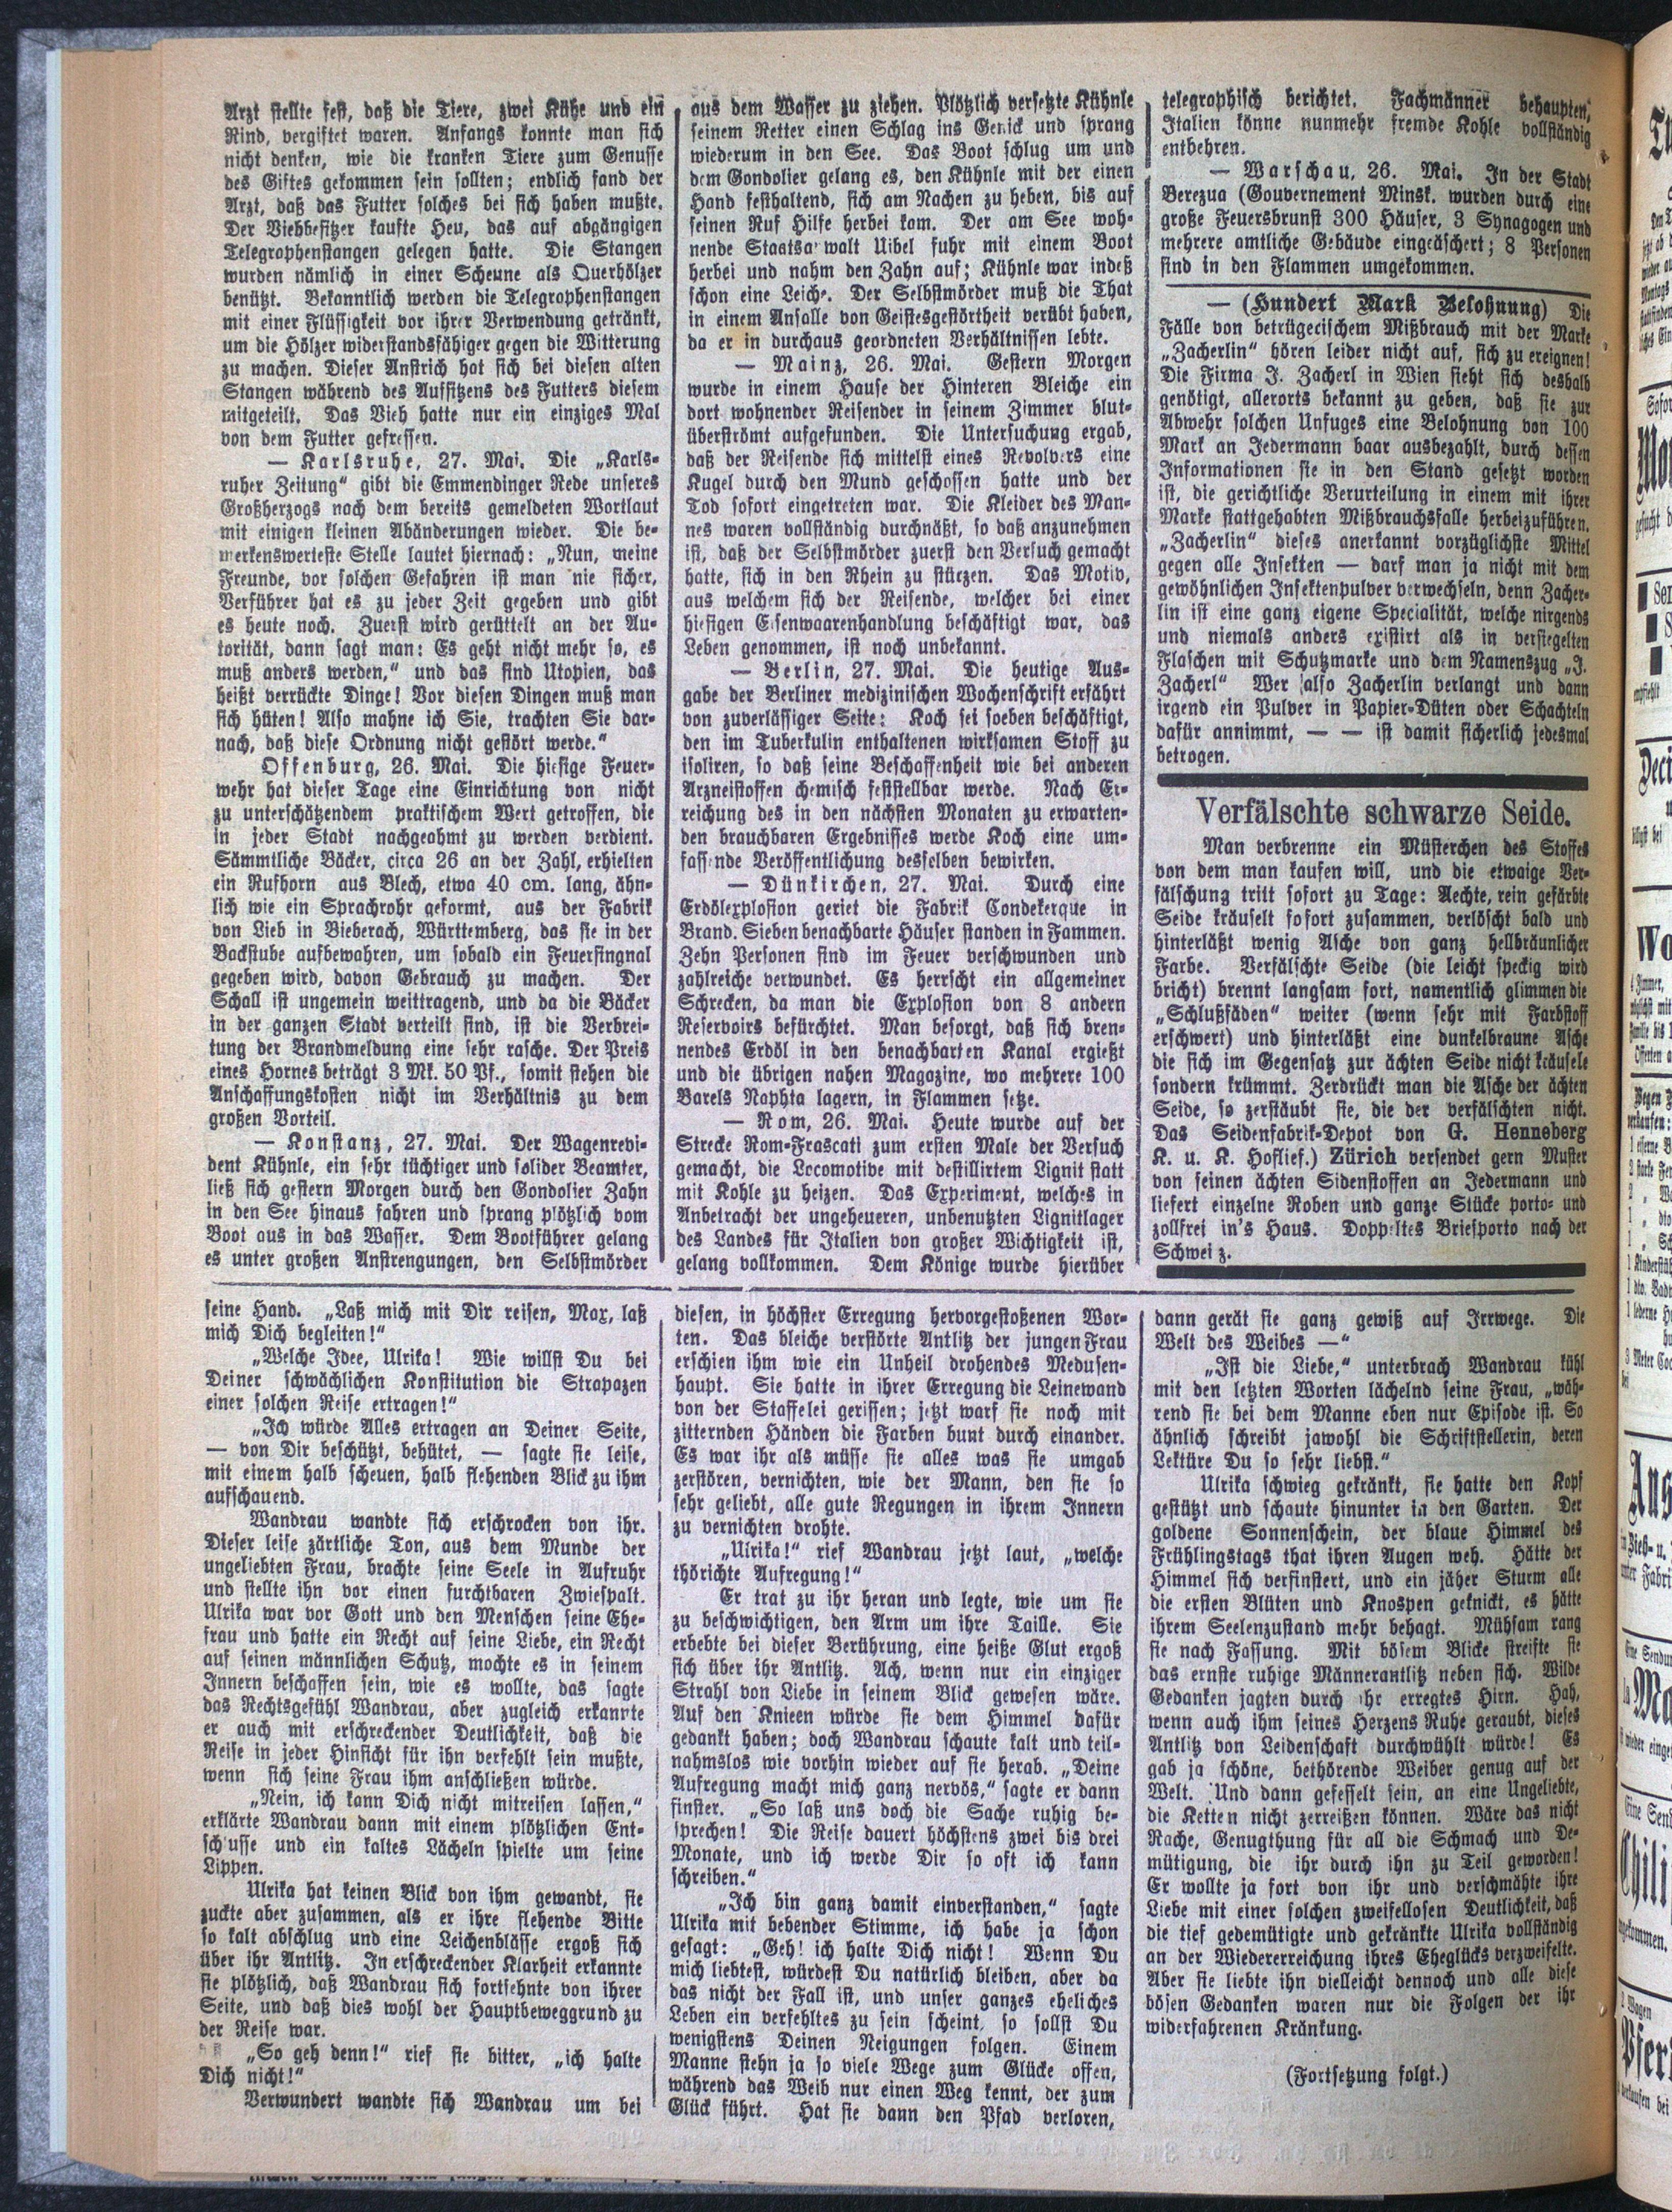 Arzt stellte fest, daß die Tiere, zwei Kühe und ein
Rind, vergiftet waren. Anfangs konnte man sich
nicht denken, wie die kranken Tiere zum Genusse
des Giftes gekommen sein sollten; endlich fand der
Arzt, daß das Futter solches bei sich haben mußte.
Der Viehbesitzer kaufte Heu, das auf abgängigen
Telegraphenstangen gelegen hatte. Die Stangen
wurden nämlich in einer Scheune als Querhölzer
benützt. Bekanntlich werden die Telegraphenstangen
mit einer Flüssigkeit vor ihrer Verwendung getränkt,
um die Hölzer widerstandsfähiger gegen die Witterung
zu machen. Dieser Anstrich hat sich bei diesen alten
Stangen während des Aufsitzens des Futters diesem
mitgeteilt. Das Vieh hatte nur ein einziges Mal
von dem Futter gefressen.
— Karlsruhe, 27. Mai. Die „Karls-
ruher Zeitung“ gibt die Emmendinger Rede unseres
Großherzogs nach dem bereits gemeldeten Wortlaut
mit einigen kleinen Abänderungen wieder. Die be-
merkenswerteste Stelle lautet hiernach: „Nun, meine
Freunde, vor solchen Gefahren ist man nie sicher,
Verführer hat es zu jeder Zeit gegeben und gibt
es heute noch. Zuerst wird gerüttelt an der Au-
torität, dann sagt man: Es geht nicht mehr so, es
muß anders werden,“ und das sind Utopien, das
heißt verrückte Dinge! Vor diesen Dingen muß man
sich hüten! Also mahne ich Sie, trachten Sie dar-
nach, daß diese Ordnung nicht gestört werde.“
Offenburg, 26. Mai. Die hiesige Feuer-
wehr hat dieser Tage eine Einrichtung von nicht
zu unterschätzendem praktischem Wert getroffen, die
in jeder Stadt nachgeahmt zu werden verdient.
Sämmtliche Bäcker, circa 26 an der Zahl, erhielten
ein Rufhorn aus Blech, etwa 40 cm. lang, ähn-
lich wie ein Sprachrohr geformt, aus der Fabrik
von Lieb in Bieberach, Württemberg, das sie in der
Backstube aufbewahren, um sobald ein Feuersingnal
gegeben wird, davon Gebrauch zu machen. Der
Schall ist ungemein weittragend, und da die Bäcker
in der ganzen Stadt verteilt sind, ist die Verbrei-
tung der Brandmeldung eine sehr rasche. Der Preis
eines Hornes beträgt 3 Mk. 50 Pf., somit stehen die
Anschaffungskosten nicht im Verhältnis zu dem
großen Vorteil.
— Konstanz, 27. Mai. Der Wagenrevi-
dent Kühnle, ein sehr tüchtiger und solider Beamter,
ließ sich gestern Morgen durch den Gondolier Zahn
in den See hinaus fahren und sprang plötzlich vom
Boot aus in das Wasser. Dem Bootführer gelang
es unter großen Anstrengungen, den Selbstmörder
aus dem Wasser zu ziehen. Plötzlich versetzte Kühnle
seinem Retter einen Schlag ins Genick und sprang
wiederum in den See. Das Boot schlug um und
dem Gondolier gelang es, den Kühnle mit der einen
Hand festhaltend, sich am Nachen zu heben, bis auf
seinen Ruf Hilfe herbei kam. Der am See woh-
nende Staatsa walt Uibel fuhr mit einem Boot
herbei und nahm den Zahn auf; Kühnle war indeß
schon eine Leiche. Der Selbstmörder muß die That
in einem Anfalle von Geistesgestörtheit verübt haben,
da er in durchaus geordneten Verhältnissen lebte.
— Mainz, 26. Mai. Gestern Morgen
wurde in einem Hause der Hinteren Bleiche ein
dort wohnender Reisender in seinem Zimmer blut-
überströmt aufgefunden. Die Untersuchung ergab,
daß der Reisende sich mittelst eines Revolvers eine
Kugel durch den Mund geschossen hatte und der
Tod sofort eingetreten war. Die Kleider des Man-
nes waren vollständig durchnäßt, so daß anzunehmen
ist, daß der Selbstmörder zuerst den Versuch gemacht
hatte, sich in den Rhein zu stürzen. Das Motiv,
aus welchem sich der Reisende, welcher bei einer
hiesigen Eisenwaarenhandlung beschäftigt war, das
Leben genommen, ist noch unbekannt.
— Berlin, 27. Mai. Die heutige Aus-
gabe der Berliner medizinischen Wochenschrift erfährt
von zuverlässiger Seite: Koch sei soeben beschäftigt,
den im Tuberkulin enthaltenen wirksamen Stoff zu
isoliren, so daß seine Beschaffenheit wie bei anderen
Arzneistoffen chemisch feststellbar werde. Nach Er-
reichung des in den nächsten Monaten zu erwarten-
den brauchbaren Ergebnisses werde Koch eine um-
fassende Veröffentlichung desselben bewirken.
— Dünkirchen, 27. Mai. Durch eine
Erdölexplosion geriet die Fabrik Condekerque in
Brand. Sieben benachbarte Häuser standen in Fammen.
Zehn Personen sind im Feuer verschwunden und
zahlreiche verwundet. Es herrscht ein allgemeiner
Schrecken, da man die Explosion von 8 andern
Reservoirs befürchtet. Man besorgt, daß sich bren-
nendes Erdöl in den benachbarten Kanal ergießt
und die übrigen nahen Magazine, wo mehrere 100
Barels Naphta lagern, in Flammen setze.
— Rom, 26. Mai. Heute wurde auf der
Strecke Rom-Frascati zum ersten Male der Versuch
gemacht, die Locomotive mit destillirtem Lignit statt
mit Kohle zu heizen. Das Experiment, welches in
Anbetracht der ungeheueren, unbenutzten Lignitlager
des Landes für Italien von großer Wichtigkeit ist,
gelang vollkommen. Dem Könige wurde hierüber
telegraphisch berichtet. Fachmänner behaupten,
Italien könne nunmehr fremde Kohle vollständig
entbehren.
— Warschau, 26. Mai. In der Stadt
Berezua (Gouvernement Minsk. wurden durch eine
große Feuersbrunst 300 Häuser, 3 Synagogen und
mehrere amtliche Gebäude eingeäschert; 8 Personen
sind in den Flammen umgekommen.
— (Hundert Mark Belohnung) Die
Fälle von betrügerischem Mißbrauch mit der Marke
„Zacherlin“ hören leider nicht auf, sich zu ereignen!
Die Firma J. Zacherl in Wien sieht sich deshalb
genötigt, allerorts bekannt zu geben, daß sie zur
Abwehr solchen Unfuges eine Belohnung von 100
Mark an Jedermann baar ausbezahlt, durch dessen
Informationen sie in den Stand gesetzt worden
ist, die gerichtliche Verurteilung in einem mit ihrer
Marke stattgehabten Mißbrauchsfalle herbeizuführen.
„Zacherlin“ dieses anerkannt vorzüglichste Mittel
gegen alle Insekten — darf man ja nicht mit dem
gewöhnlichen Insektenpulver verwechseln, denn Zacher-
lin ist eine ganz eigene Specialität, welche nirgends
und niemals anders existirt als in versiegelten
Flaschen mit Schutzmarke und dem Namenszug „J.
Zacherl“ Wer also Zacherlin verlangt und dann
irgend ein Pulver in Papier-Düten oder Schachteln
dafür annimmt, — — ist damit sicherlich jedesmal
betrogen.
Verfälschte schwarze Seide.
Man verbrenne ein Müsterchen des Stoffes
von dem man kaufen will, und die etwaige Ver-
fälschung tritt sofort zu Tage: Aechte, rein gefärbte
Seide kräuselt sofort zusammen, verlöscht bald und
hinterläßt wenig Asche von ganz hellbräunlicher
Farbe. Verfälschte Seide (die leicht speckig wird
bricht) brennt langsam fort, namentlich glimmen die
„Schlußfäden“ weiter (wenn sehr mit Farbstoff
erschwert) und hinterläßt eine dunkelbraune Asche
die sich im Gegensatz zur ächten Seide nicht kräusele
sondern krümmt. Zerdrückt man die Asche der ächten
Seide, so zerstäubt sie, die der verfälschten nicht.
Das Seidenfabrik-Depot von G. Henneberg
K. u. K. Hoflief.) Zürich versendet gern Muster
von seinen ächten Sidenstoffen an Jedermann und
liefert einzelne Roben und ganze Stücke porto- und
zollfrei in's Haus. Doppeltes Briefporto nach der
Schweiz.
seine Hand. „Laß mich mit Dir reisen, Max, laß
mich Dich begleiten!“
„Welche Idee, Ulrika! Wie willst Du bei
Deiner schwächlichen Konstitution die Strapazen
einer solchen Reise ertragen!“
„Ich würde Alles ertragen an Deiner Seite,
— von Dir beschützt, behütet, — sagte sie leise,
mit einem halb scheuen, halb flehenden Blick zu ihm
aufschauend.
Wandrau wandte sich erschrocken von ihr.
Dieser leise zärtliche Ton, aus dem Munde der
ungeliebten Frau, brachte seine Seele in Aufruhr
und stellte ihn vor einen furchtbaren Zwiespalt.
Ulrika war vor Gott und den Menschen seine Ehe-
frau und hatte ein Recht auf seine Liebe, ein Recht
auf seinen männlichen Schutz, mochte es in seinem
Innern beschaffen sein, wie es wollte, das sagte
das Rechtsgefühl Wandrau, aber zugleich erkannte
er auch mit erschreckender Deutlichkeit, daß die
Reise in jeder Hinsicht für ihn verfehlt sein mußte,
wenn sich seine Frau ihm anschließen würde.
„Nein, ich kann Dich nicht mitreisen lassen,“
erklärte Wandrau dann mit einem plötzlichen Ent-
schlusse und ein kaltes Lächeln spielte um seine
Lippen.
Ulrika hat keinen Blick von ihm gewandt, sie
zuckte aber zusammen, als er ihre flehende Bitte
so kalt abschlug und eine Leichenblässe ergoß sich
über ihr Antlitz. In erschreckender Klarheit erkannte
sie plötzlich, daß Wandrau sich fortsehnte von ihrer
Seite, und daß dies wohl der Hauptbeweggrund zu
der Reise war.
„So geh denn!“ rief sie bitter, „ich halte
Dich nicht!“
Verwundert wandte sich Wandrau um bei
diesen, in höchster Erregung hervorgestoßenen Wor-
ten. Das bleiche verstörte Antlitz der jungen Frau
erschien ihm wie ein Unheil drohendes Medusen-
haupt. Sie hatte in ihrer Erregung die Leinewand
von der Staffelei gerissen; jetzt warf sie noch mit
zitternden Händen die Farben bunt durch einander.
Es war ihr als müsse sie alles was sie umgab
zerstören, vernichten, wie der Mann, den sie so
sehr geliebt, alle gute Regungen in ihrem Innern
zu vernichten drohte.
„Ulrika!“ rief Wandrau jetzt laut, „welche
thörichte Aufregung!“
Er trat zu ihr heran und legte, wie um sie
zu beschwichtigen, den Arm um ihre Taille. Sie
erbebte bei dieser Berührung, eine heiße Glut ergoß
sich über ihr Antlitz. Ach, wenn nur ein einziger
Strahl von Liebe in seinem Blick gewesen wäre.
Auf den Knieen würde sie dem Himmel dafür
gedankt haben; doch Wandrau schaute kalt und teil-
nahmslos wie vorhin wieder auf sie herab. „Deine
Aufregung macht mich ganz nervös,“ sagte er dann
finster. „So laß uns doch die Sache ruhig be-
sprechen! Die Reise dauert höchstens zwei bis drei
Monate, und ich werde Dir so oft ich kann
schreiben.“
„Ich bin ganz damit einverstanden,“ sagte
Ulrika mit bebender Stimme, ich habe ja schon
gesagt: „Geh! ich halte Dich nicht! Wenn Du
mich liebtest, würdest Du natürlich bleiben, aber da
das nicht der Fall ist, und unser ganzes eheliches
Leben ein verfehltes zu sein scheint, so sollst Du
wenigstens Deinen Neigungen folgen. Einem
Manne stehn ja so viele Wege zum Glücke offen,
während das Weib nur einen Weg kennt, der zum
Glück führt. Hat sie dann den Pfad verloren,
dann gerät sie ganz gewiß auf Irrwege. Die
Welt des Weibes —“
„Ist die Liebe,“ unterbrach Wandrau kühl
mit den letzten Worten lächelnd seine Frau, „wäh-
rend sie bei dem Manne eben nur Episode ist. So
ähnlich schreibt jawohl die Schriftstellerin, deren
Lektüre Du so sehr liebst.“
Ulrika schwieg gekränkt, sie hatte den Kopf
gestützt und schaute hinunter in den Garten. Der
goldene Sonnenschein, der blaue Himmel des
Frühlingstags that ihren Augen weh. Hätte der
Himmel sich verfinstert, und ein jäher Sturm alle
die ersten Blüten und Knospen geknickt, es hätte
ihrem Seelenzustand mehr behagt. Mühsam rang
sie nach Fassung. Mit bösem Blicke streifte sie
das ernste ruhige Männerantlitz neben sich. Wilde
Gedanken jagten durch ihr erregtes Hirn. Hah,
wenn auch ihm seines Herzens Ruhe geraubt, dieses
Antlitz von Leidenschaft durchwühlt würde! Es
gab ja schöne, bethörende Weiber genug auf der
Welt. Und dann gefesselt sein, an eine Ungeliebte,
die Ketten nicht zerreißen können. Wäre das nicht
Rache, Genugthung für all die Schmach und De-
mütigung, die ihr durch ihn zu Teil geworden!
Er wollte ja fort von ihr und verschmähte ihre
Liebe mit einer solchen zweifellosen Deutlichkeit, daß
die tief gedemütigte und gekränkte Ulrika vollständig
an der Wiedererreichung ihres Eheglücks verzweifelte.
Aber sie liebte ihn vielleicht dennoch und alle diese
bösen Gedanken waren nur die Folgen der ihr
widerfahrenen Kränkung.
(Fortsetzung folgt.)